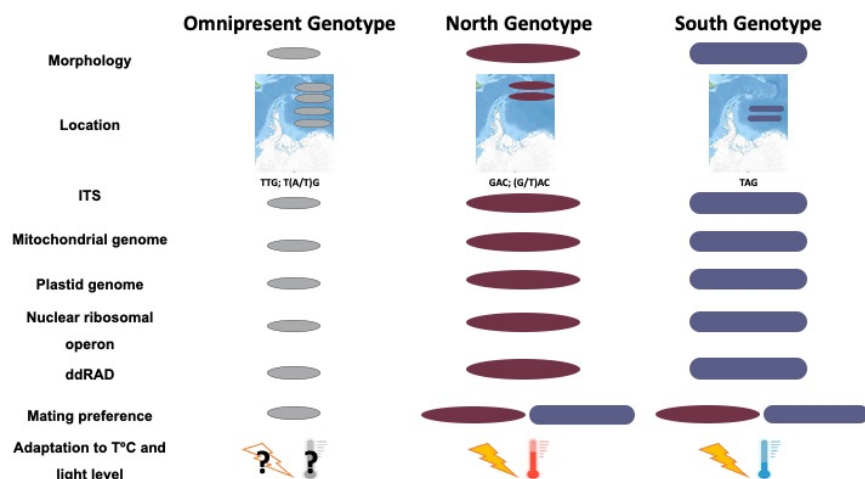 Omnipresent Genotype North Genotype South Genotype
Morphology
Location
TTG; T(A/T)G GAC; (G/T)AC TAG
ITS
Mitochondrial genome
Plastid genome
Nuclear ribosomal
operon
ddRAD
Mating preference
Adaptation to TºC and
light level
? ?